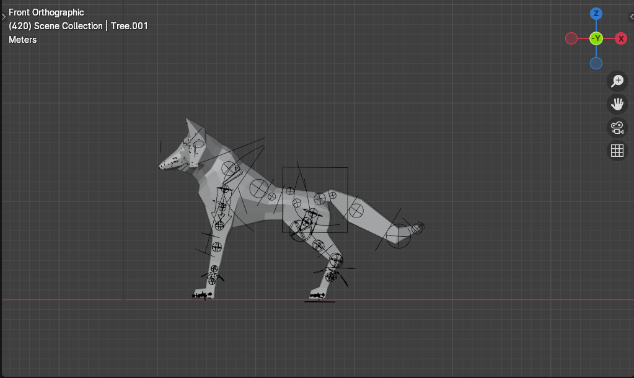 Front Orthographic
(420) Scene Collection | Tree.001
Meters
Z
-Y
X